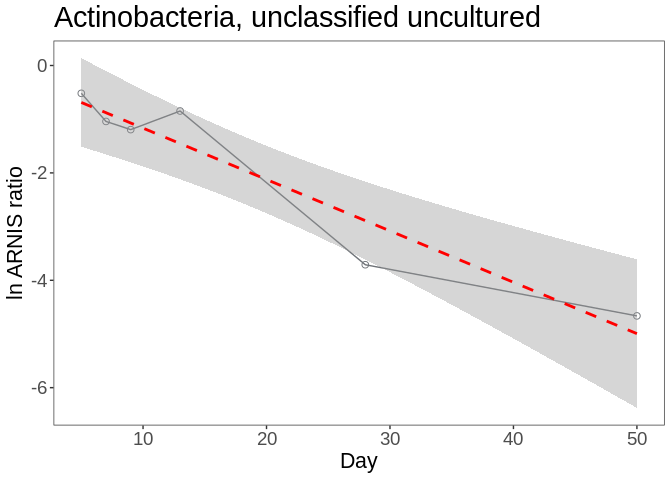 Actinobacteria, unclassified uncultured
0
-2
-4
-6
ln ARNIS ratio
10 20 30 40 50
Day